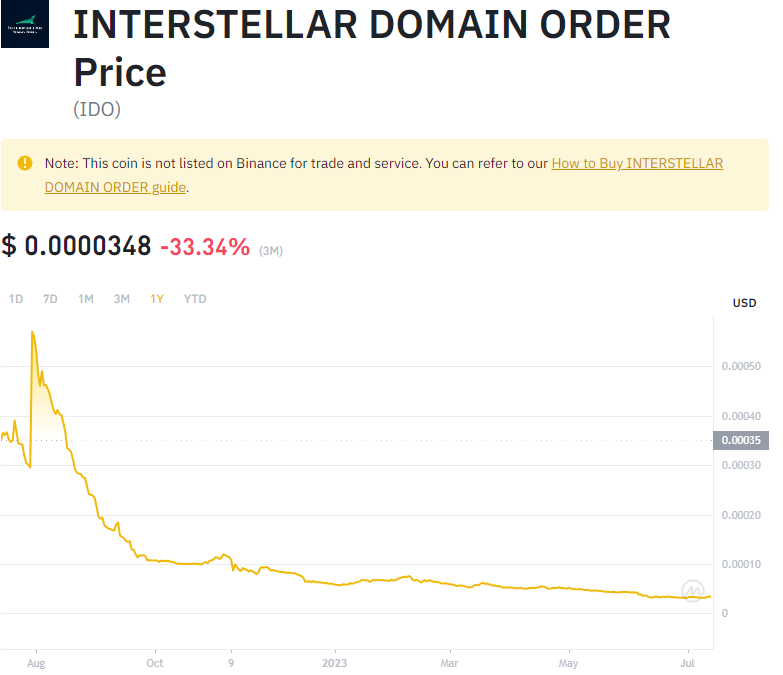 INTERSTELLAR DOMAIN ORDER
Price
(IDO)
Note: This coin is not listed on Binance for trade and service. You can refer to our How to Buy INTERSTELLAR
DOMAIN ORDER guide.
$ 0.0000348 -33.34% (3M)
1D 7D 1M 3M 1Y YTD
USD
0.00050
0.00040
0.00035
0.00030
0.00020
0.00010
0
Aug Oct 9 2023 Mar May Jul